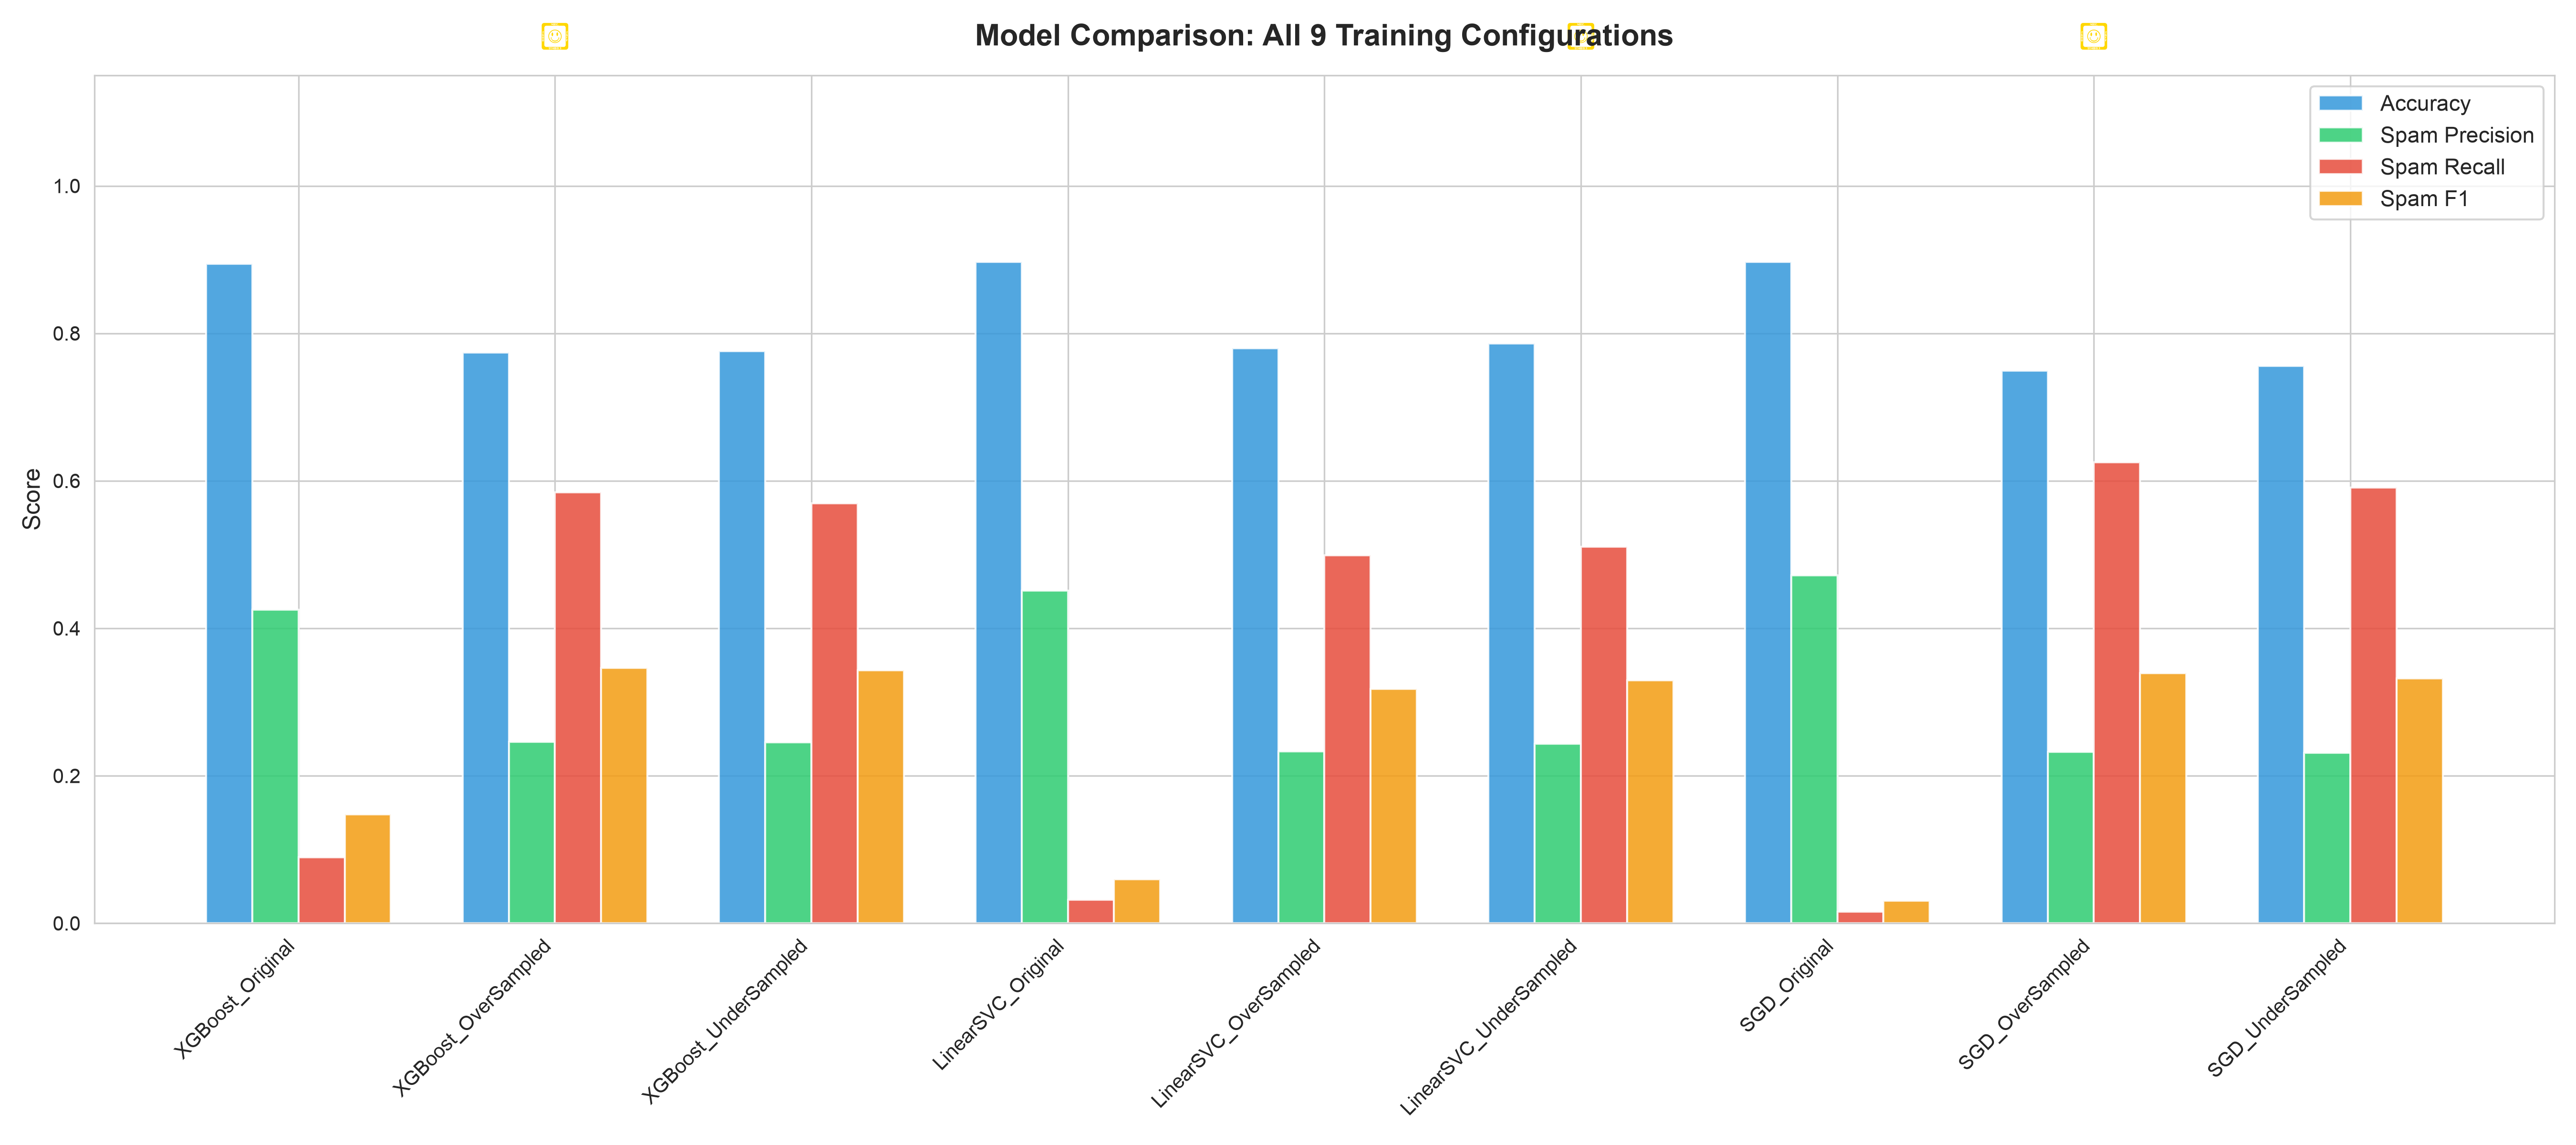 Model Comparison: All 9 Training Configurations
Accuracy
Spam Precision
Spam Recall
Spam F1
Score
1.0
0.8
0.6
0.4
0.2
0.0
XGBoost_Original
XGBoost_OverSampled
XGBoost_UnderSampled
LinearSVC_Original
LinearSVC_OverSampled
LinearSVC_UnderSampled
SGD_Original
SGD_OverSampled
SGD_UnderSampled